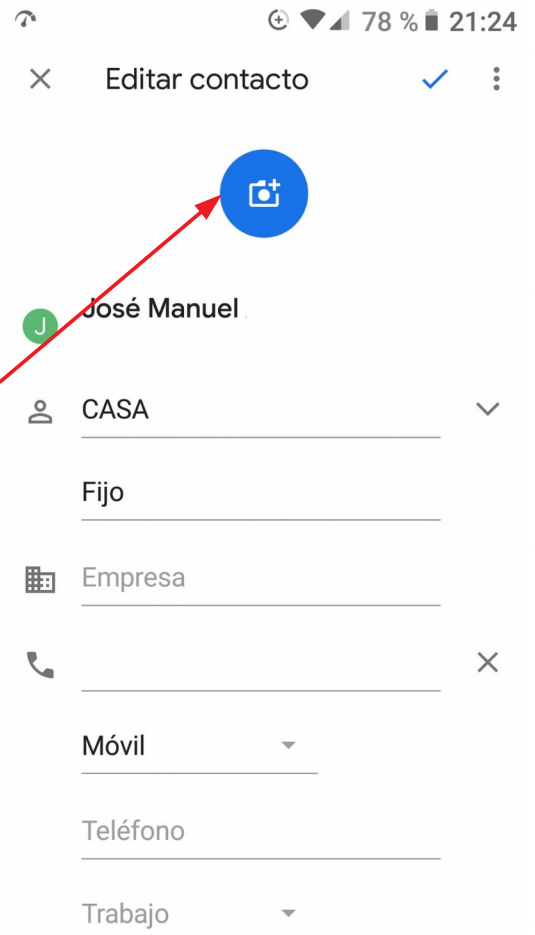 78 % 21:24
Editar contacto
José Manuel
J
CASA
Fijo
Empresa
Móvil
Teléfono
Trabajo